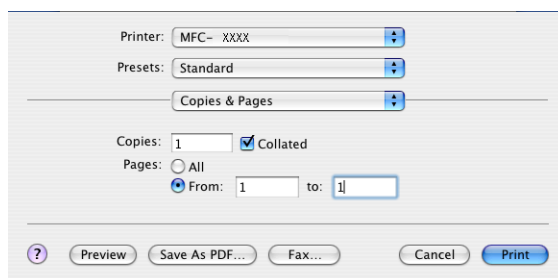 Printer: MFC- XXXX
Presets: Standard
Copies & Pages
Copies: 1 Collated
Pages: All
From: 1 to: 1
? Preview Save As PDF... Fax... Cancel Print